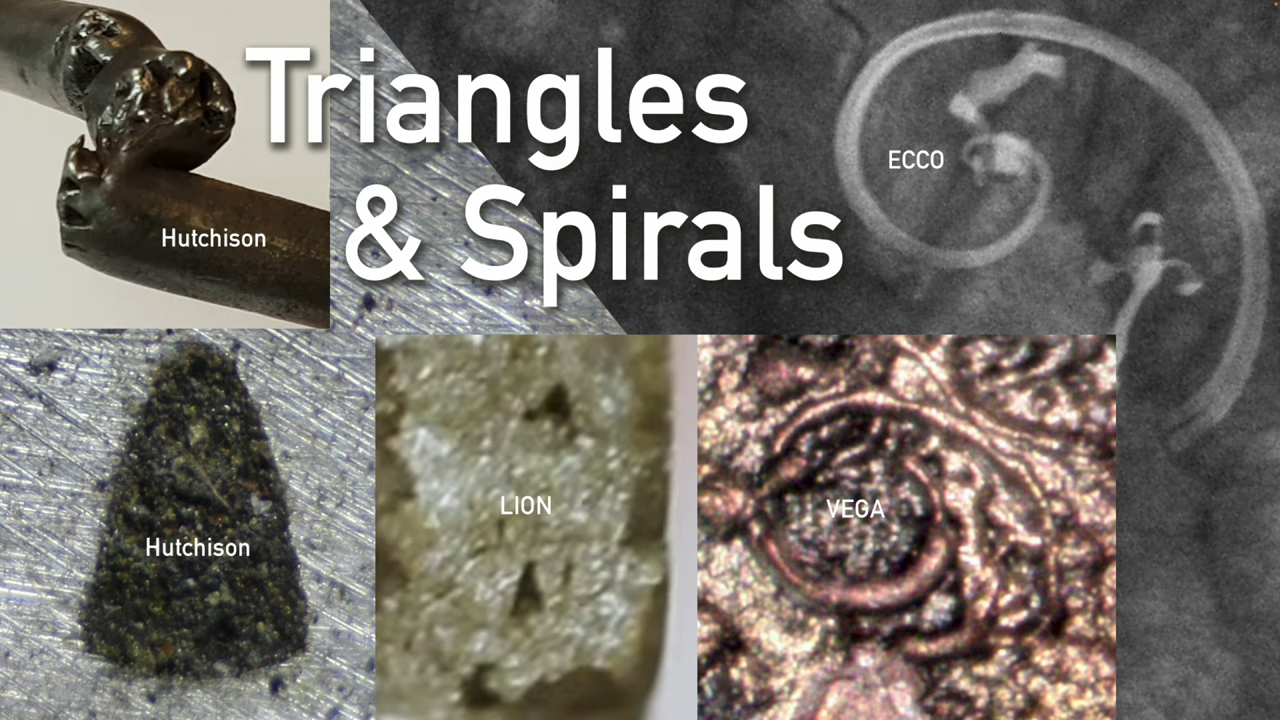 Triangles
& Spirals
ECCO
Hutchison
Hutchison
LION
VEGA